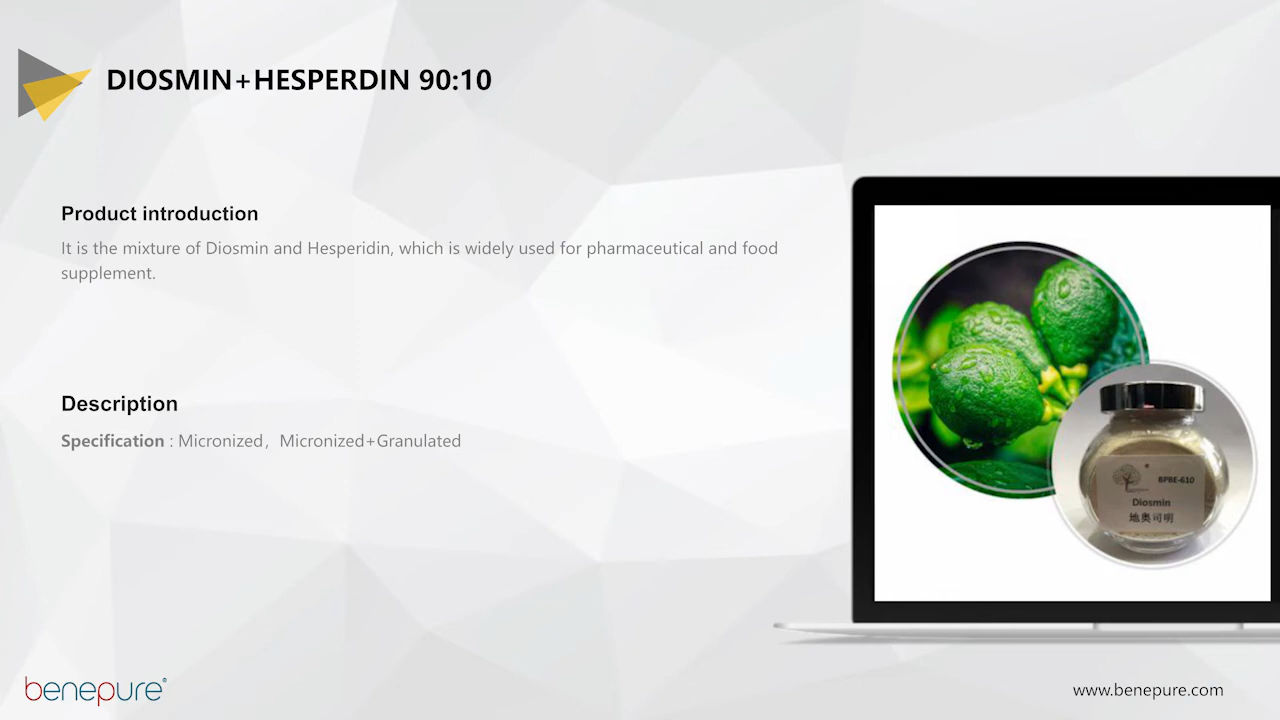 DIOSMIN+HESPERDIN 90:10
Product introduction
It is the mixture of Diosmin and Hesperidin, which is widely used for pharmaceutical and food
supplement.
Description
Specification : Micronized，Micronized+Granulated
BPBE-610
Diosmin
地奥司明
benepure®
www.benepure.com